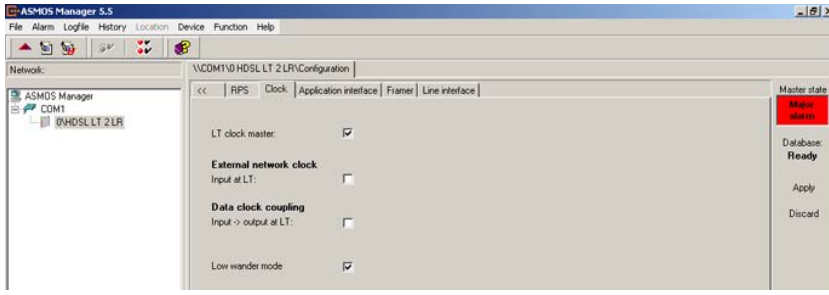 ASMOS Manager 5.5
File Alarm Logfile History Location Device Function Help
Network:
\\COM1\0 HDSL LT 2 LR\Configuration
ASMOS Manager
COM1
0\HDSL LT 2 LR
<< RPS Clock Application interface Framer Line interface
LT clock master:
External network clock
Input at LT:
Data clock coupling
Input -> output at LT:
Low wander mode
Master state
Major
alarm
Database:
Ready
Apply
Discard